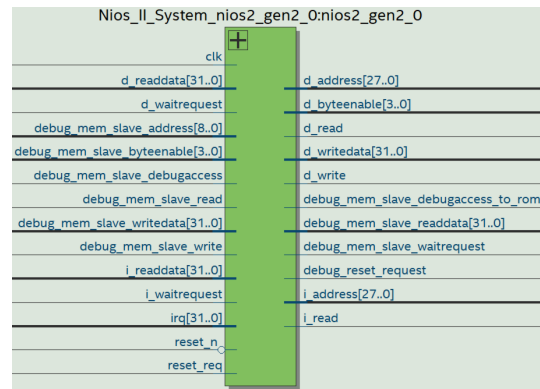 Nios_II_System_nios2_gen2_0:nios2_gen2_0
clk
d_readdata[31..0]
d_waitrequest
debug_mem_slave_address[8..0]
debug_mem_slave_byteenable[3..0]
debug_mem_slave_debugaccess
debug_mem_slave_read
debug_mem_slave_writedata[31..0]
debug_mem_slave_write
i_readdata[31..0]
i_waitrequest
irq[31..0]
reset_n
reset_req
d_address[27..0]
d_byteenable[3..0]
d_read
d_writedata[31..0]
d_write
debug_mem_slave_debugaccess_to_rom
debug_mem_slave_readdata[31..0]
debug_mem_slave_waitrequest
debug_reset_request
i_address[27..0]
i_read